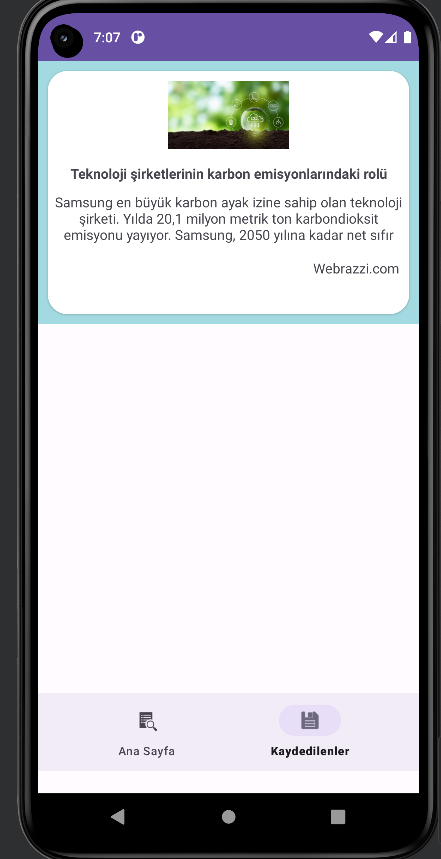 7:07
Teknoloji şirketlerinin karbon emisyonlarındaki rolü
Samsung en büyük karbon ayak izine sahip olan teknoloji
şirketi. Yılda 20,1 milyon metrik ton karbondioksit
emisyonu yayıyor. Samsung, 2050 yılına kadar net sıfır
Webrazzi.com
Ana Sayfa
Kaydedilenler